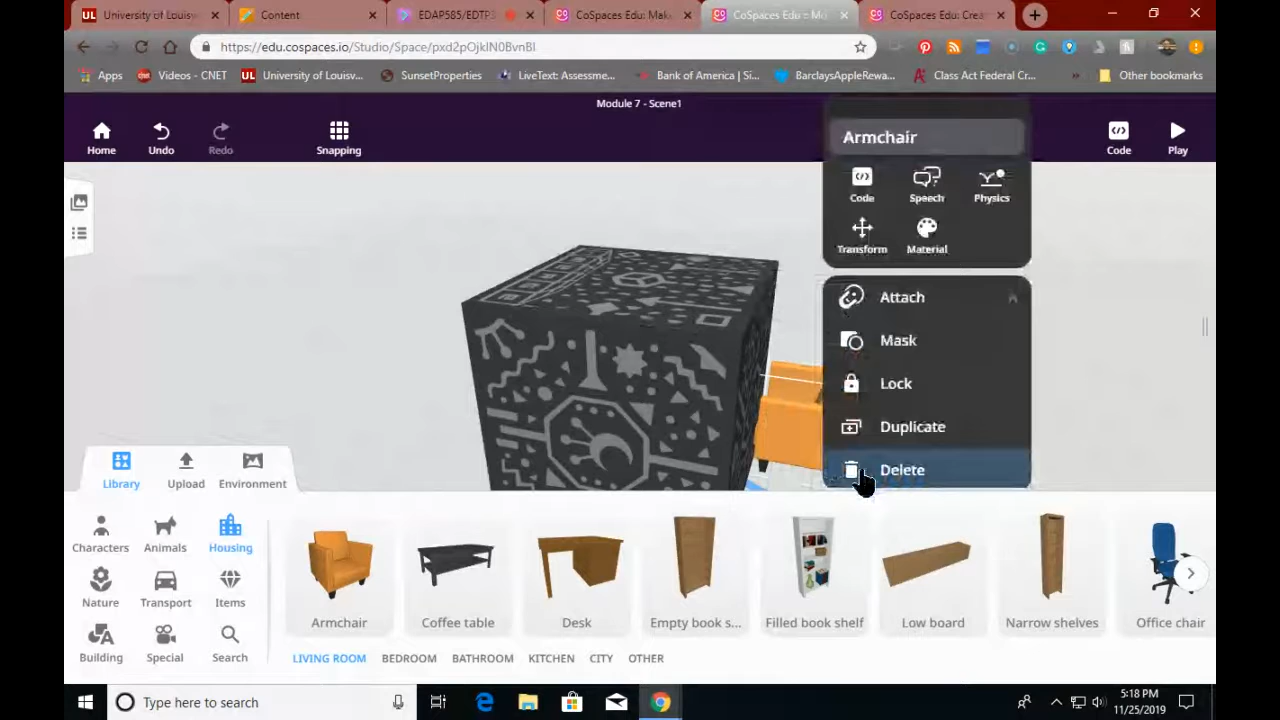 University of Louisw
Content
EDAP585/EDTP
CoSpaces Edu: Mak
CoSpaces Edu – Mo
CoSpaces Edu: Crea
https://edu.cospaces.io/Studio/Space/pxd2pOjklN0BvnBl
Apps
Videos - CNET
University of Louisv...
SunsetProperties
LiveText: Assessme...
Bank of America | Si...
BarclaysAppleRewa...
Class Act Federal Cr...
»
Other bookmarks
Module 7 - Scene1
Home
Undo
Redo
Snapping
Code
Play
Armchair
Code
Speech
Physics
Transform
Material
Attach
Mask
Lock
Duplicate
Delete
Library
Upload
Environment
Characters
Animals
Housing
Nature
Transport
Items
Building
Special
Search
Armchair
Coffee table
Desk
Empty book s...
Filled book shelf
Low board
Narrow shelves
Office chair
LIVING ROOM
BEDROOM
BATHROOM
KITCHEN
CITY
OTHER
Type here to search
5:18 PM
11/25/2019